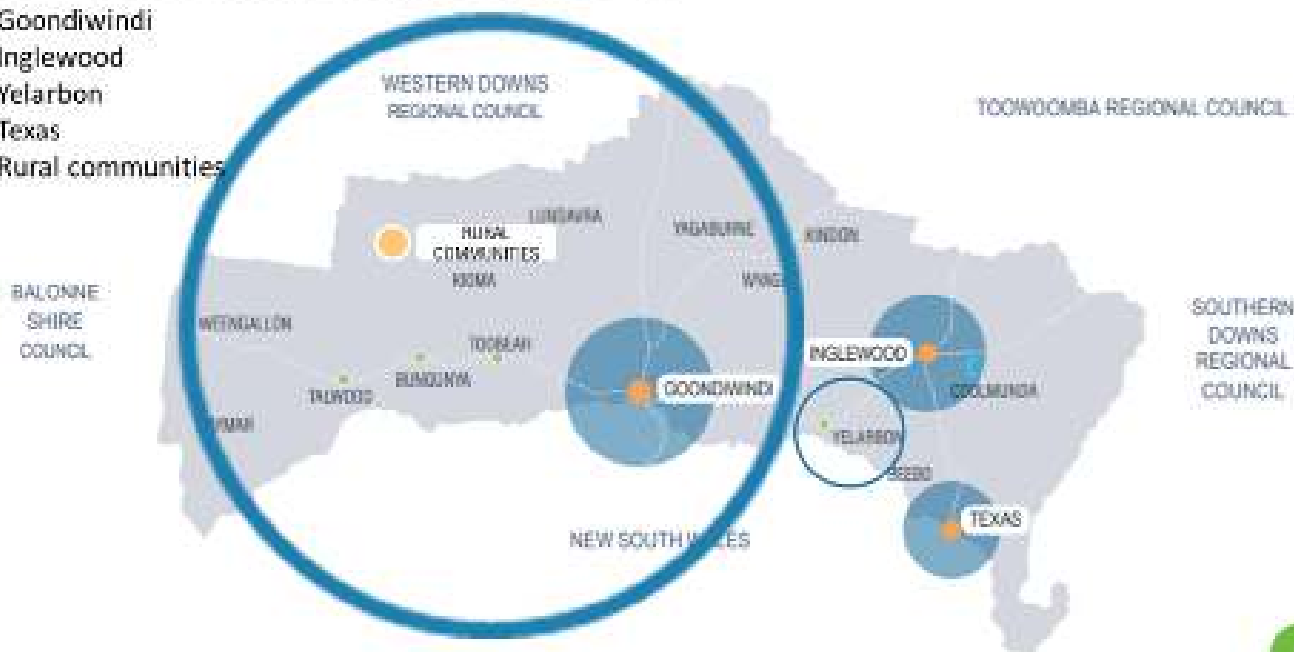 Goondiwindi
Inglewood
Yelarbon
Texas
Rural communities
WESTERN DOWNS
REGIONAL COUNCIL
TOOWOOMBA REGIONAL COUNCIL
LUNDAVRA
YAGABURNE
KINDON
RURAL
COMMUNITIES
KIOMA
BALONNE
SHIRE
COUNCIL
WEENGALLON
TOOBEAH
BUNGUNYA
TALWOOD
GOONDIWINDI
INGLEWOOD
COOLMUNDA
YELARBON
BEEBO
TEXAS
SOUTHERN
DOWNS
REGIONAL
COUNCIL
NEW SOUTH WALES